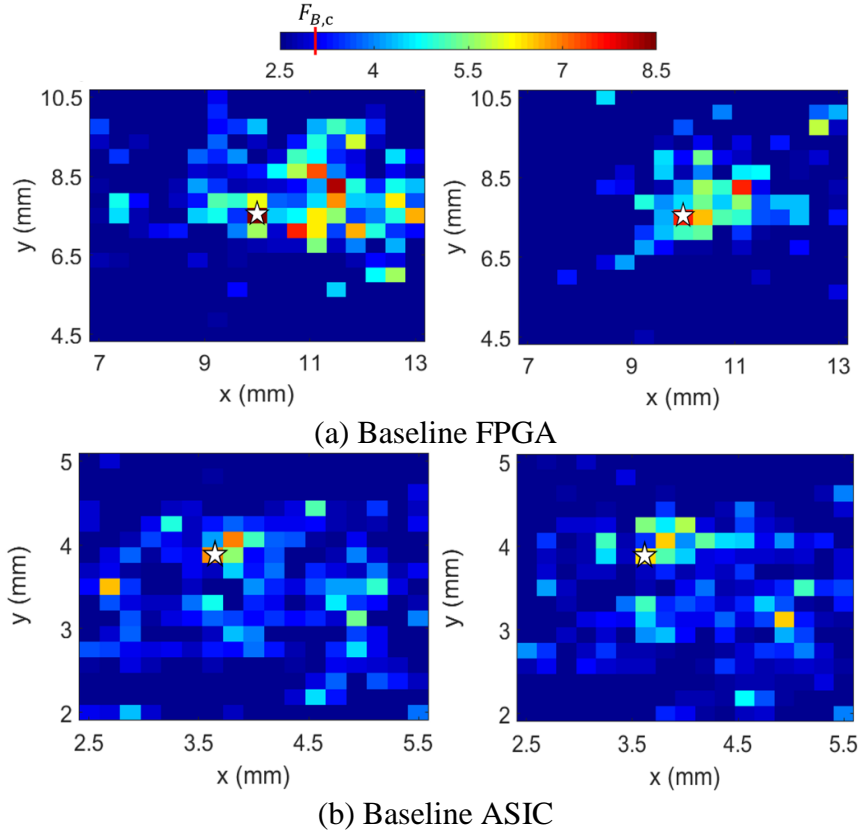 F_{B,c}
2.5 4 5.5 7 8.5
10.5 10.5
8.5 8.5
6.5 6.5
4.5 4.5
y (mm) y (mm)
7 9 11 13 7 9 11 13
x (mm) x (mm)
(a) Baseline FPGA
5 5
4 4
3 3
2 2
y (mm) y (mm)
2.5 3.5 4.5 5.5 2.5 3.5 4.5 5.5
x (mm) x (mm)
(b) Baseline ASIC